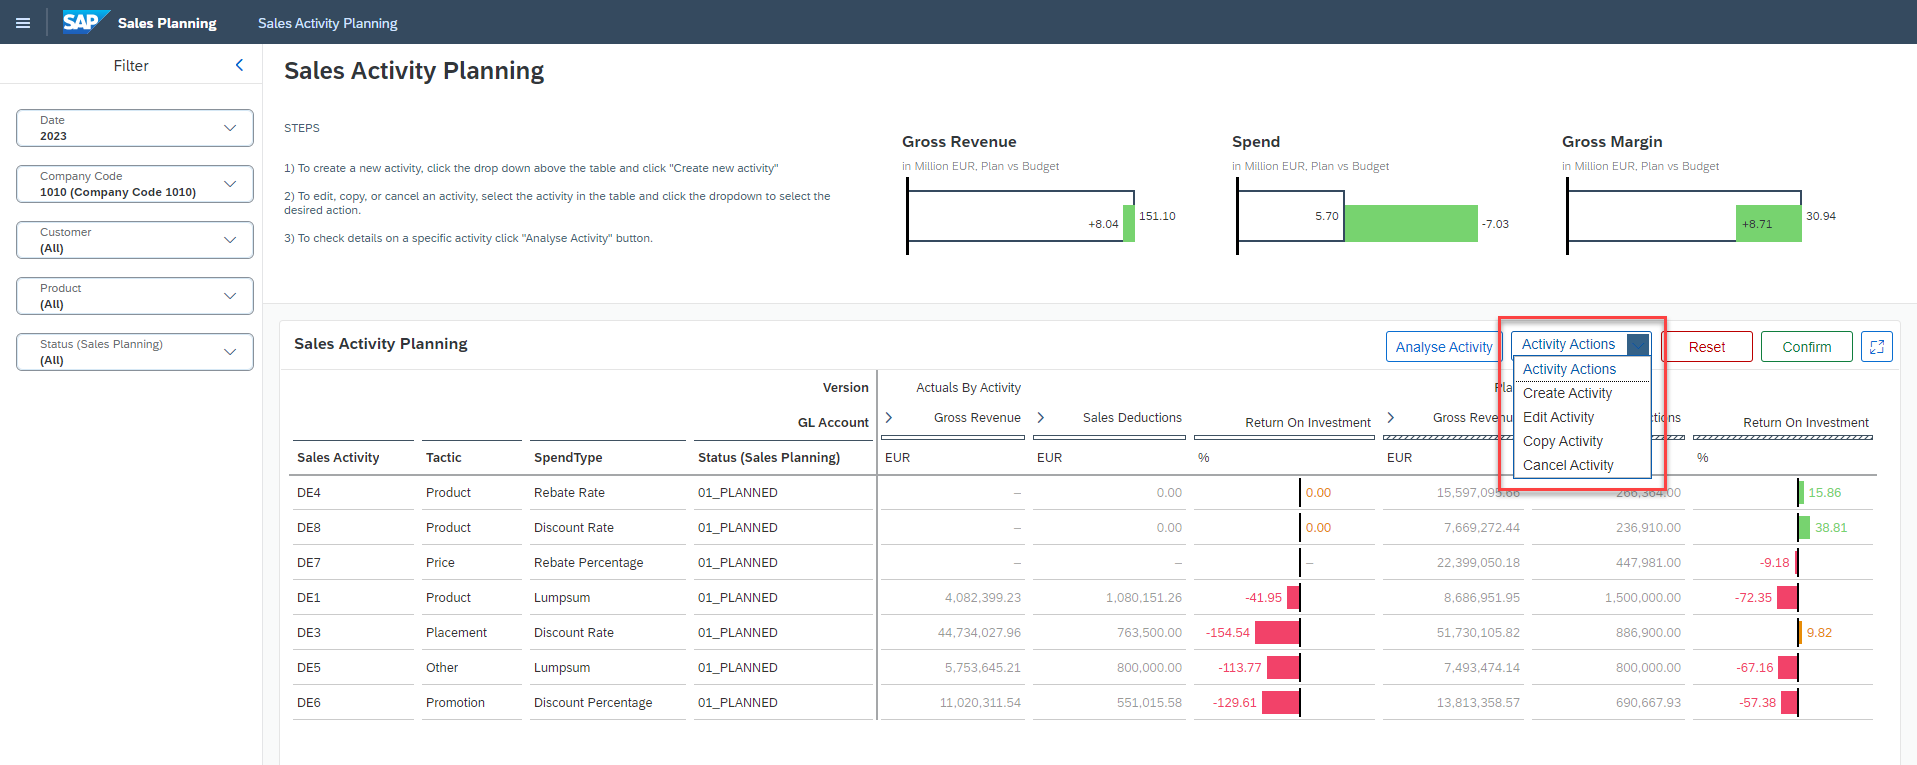 SAP Sales Planning Sales Activity Planning
Filter
Date
2023
Company Code
1010 (Company Code 1010)
Customer
(All)
Product
(All)
Status (Sales Planning)
(All)
Sales Activity Planning
STEPS
1) To create a new activity, click the drop down above the table and click "Create new activity"
2) To edit, copy, or cancel an activity, select the activity in the table and click the dropdown to select the
desired action.
3) To check details on a specific activity click "Analyse Activity" button.
Gross Revenue
in Million EUR, Plan vs Budget
+8.04 151.10
Spend
in Million EUR, Plan vs Budget
5.70 -7.03
Gross Margin
in Million EUR, Plan vs Budget
+8.71 30.94
Sales Activity Planning
Analyse Activity Activity Actions Reset Confirm
Activity Actions
Create Activity
Edit Activity
Copy Activity
Cancel Activity
Version Actuals By Activity
GL Account Gross Revenue Sales Deductions Return On Investment Gross Return On Investment
Sales Activity Tactic SpendType Status (Sales Planning) EUR EUR % EUR %
DE4 Product Rebate Rate 01_PLANNED – 0.00 0.00 15,597,095.66 266,364.00 15.86
DE8 Product Discount Rate 01_PLANNED – 0.00 0.00 7,669,272.44 236,910.00 38.81
DE7 Price Rebate Percentage 01_PLANNED – – – 22,399,050.18 447,981.00 -9.18
DE1 Product Lumpsum 01_PLANNED 4,082,399.23 1,080,151.26 -41.95 8,686,951.95 1,500,000.00 -72.35
DE3 Placement Discount Rate 01_PLANNED 44,734,027.96 763,500.00 -154.54 51,730,105.82 886,900.00 9.82
DE5 Other Lumpsum 01_PLANNED 5,753,645.21 800,000.00 -113.77 7,493,474.14 800,000.00 -67.16
DE6 Promotion Discount Percentage 01_PLANNED 11,020,311.54 551,015.58 -129.61 13,813,358.57 690,667.93 -57.38